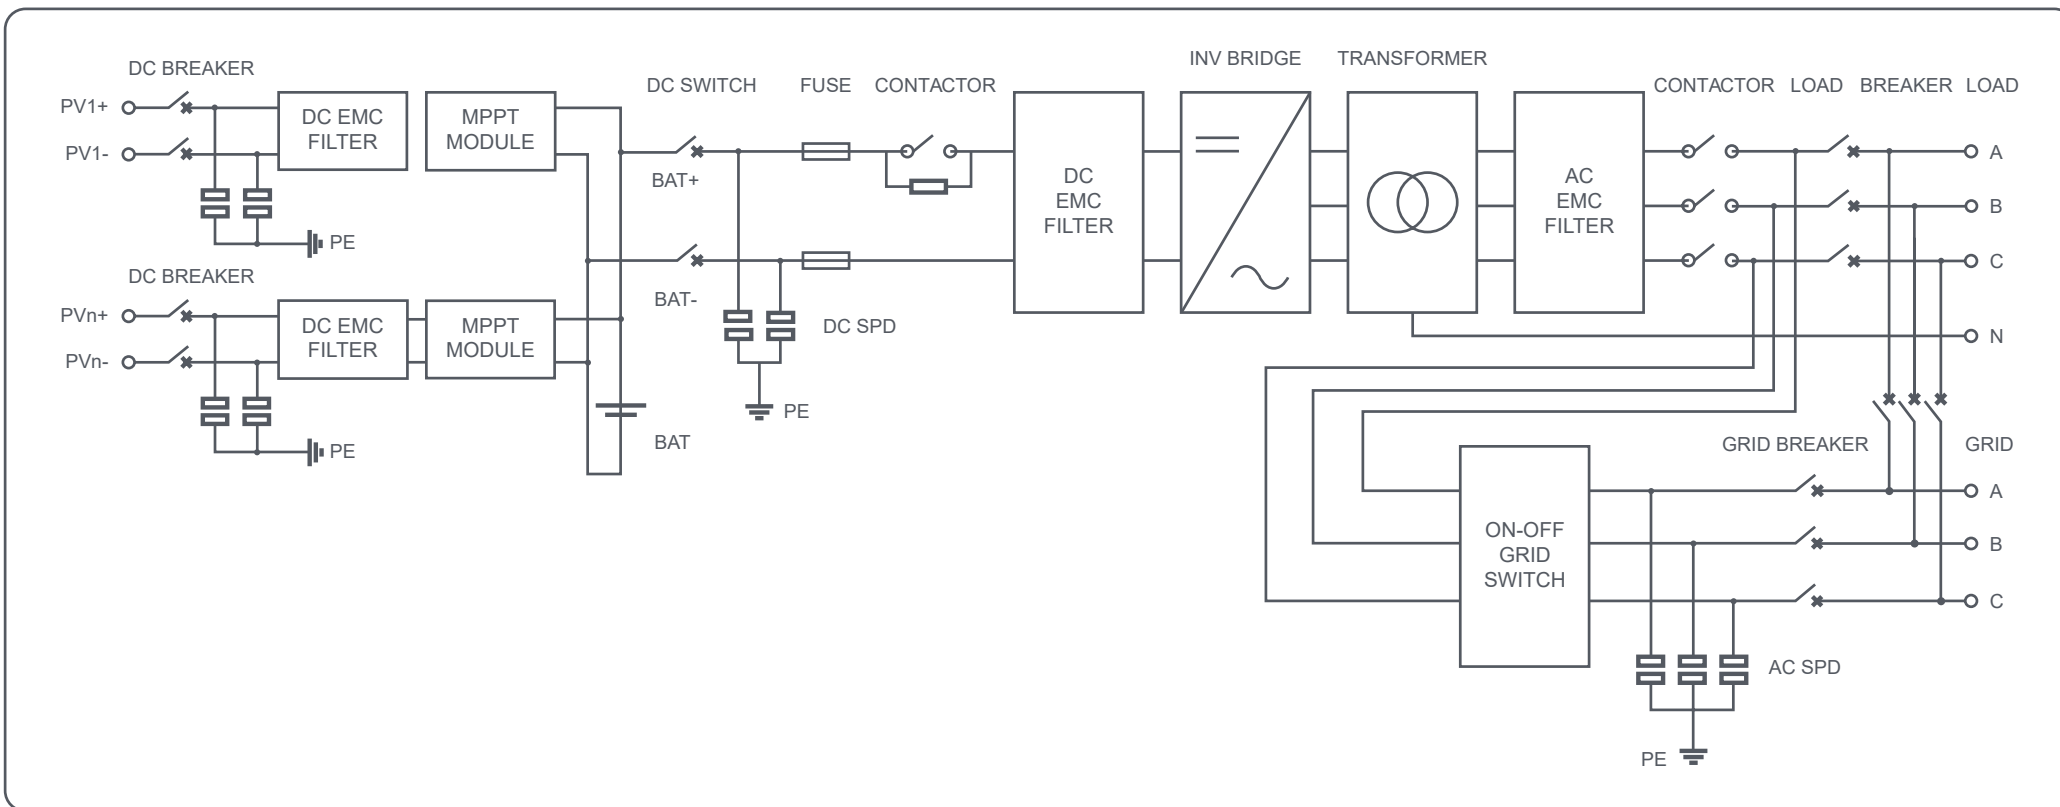 INV BRIDGE
TRANSFORMER
DC BREAKER
DC SWITCH
FUSE
CONTACTOR
CONTACTOR
LOAD
BREAKER
LOAD
PV1+
PV1-
DC EMC
FILTER
MPPT
MODULE
BAT+
BAT-
DC
EMC
FILTER
AC
EMC
FILTER
A
B
C
N
PE
DC BREAKER
PVn+
PVn-
DC EMC
FILTER
MPPT
MODULE
DC SPD
PE
PE
BAT
GRID BREAKER
GRID
ON-OFF
GRID
SWITCH
A
B
C
AC SPD
PE